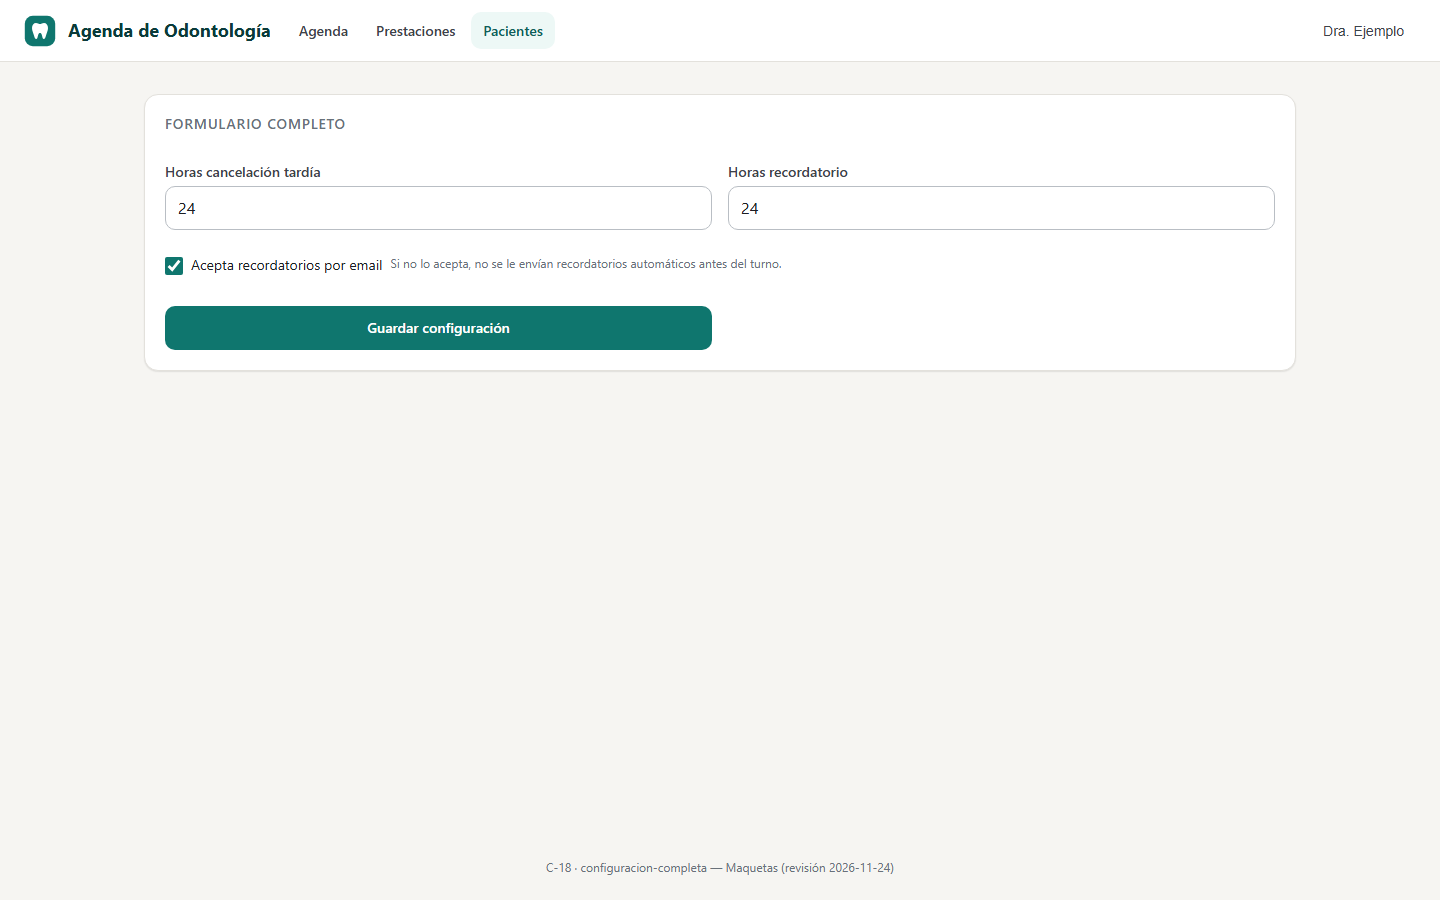 Agenda de Odontología Agenda Prestaciones Pacientes Dra. Ejemplo
FORMULARIO COMPLETO
Horas cancelación tardía Horas recordatorio
24 24
Acepta recordatorios por email Si no lo acepta, no se le envían recordatorios automáticos antes del turno.
Guardar configuración
C-18 · configuracion-completa — Maquetas (revisión 2026-11-24)